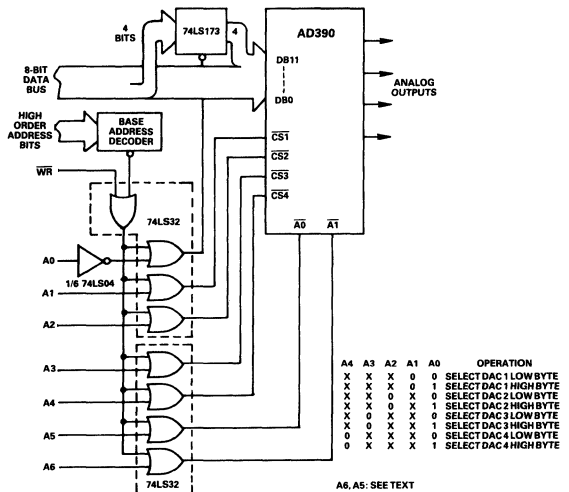 4
BITS
74LS173
4
AD390
DB11
DB0
8-BIT
DATA
BUS
ANALOG
OUTPUTS
HIGH
ORDER
ADDRESS
BITS
BASE
ADDRESS
DECODER
CS1
CS2
CS3
CS4
WR
A0 A1
74LS32
A0
1/6 74LS04
A1
A2
A3
A4
A5
A6
74LS32
A4 A3 A2 A1 A0 OPERATION
X X X 0 0 SELECT DAC 1 LOW BYTE
X X X 0 1 SELECT DAC 1 HIGH BYTE
X X 0 X 0 SELECT DAC 2 LOW BYTE
X X 0 X 1 SELECT DAC 2 HIGH BYTE
X 0 X X 0 SELECT DAC 3 LOW BYTE
X 0 X X 1 SELECT DAC 3 HIGH BYTE
0 X X X 0 SELECT DAC 4 LOW BYTE
0 X X X 1 SELECT DAC 4 HIGH BYTE
A6, A5: SEE TEXT